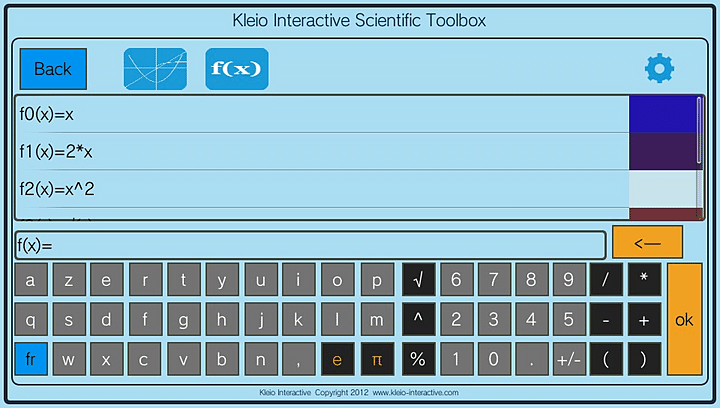 Kleio Interactive Scientific Toolbox
Back f(x)
f0(x)=x
f1(x)=2*x
f2(x)=x^2
f(x)= <—
a z e r t y u i o p √ 6 7 8 9 / *
q s d f g h j k l m ^ 2 3 4 5 - + ok
fr w x c v b n , e π % 1 0 . +/- ( )
Kleio Interactive Copyright 2012 www.kleio-interactive.com